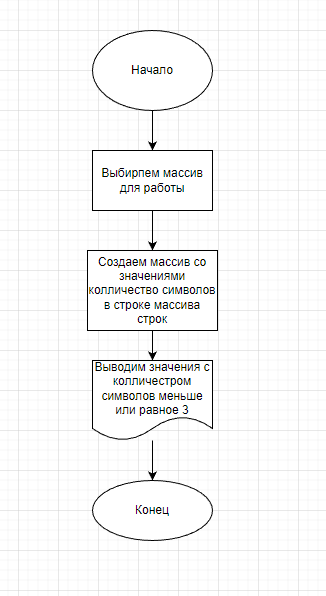 Начало
Выбирпем массив
для работы
Создаем массив со
значениями
колличество символов
в строке массива
строк
Выводим значения с
колличестром
символов меньше
или равное 3
Конец